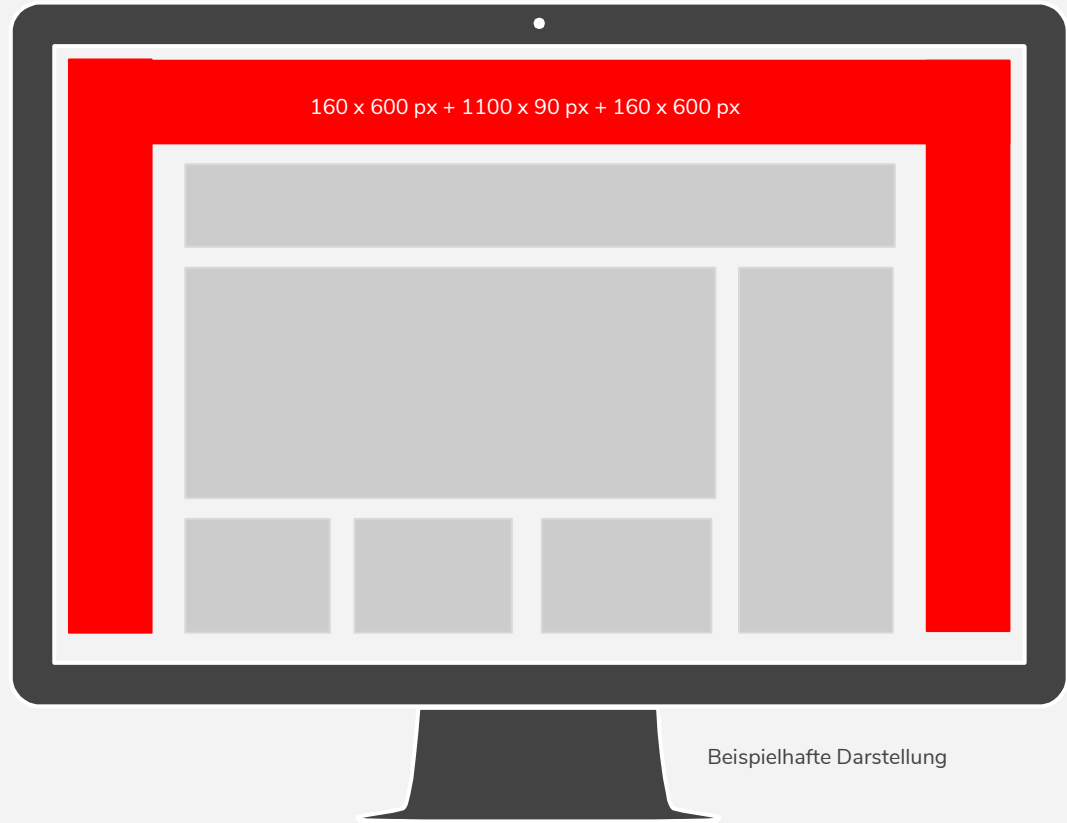 160 x 600 px + 1100 x 90 px + 160 x 600 px
Beispielhafte Darstellung